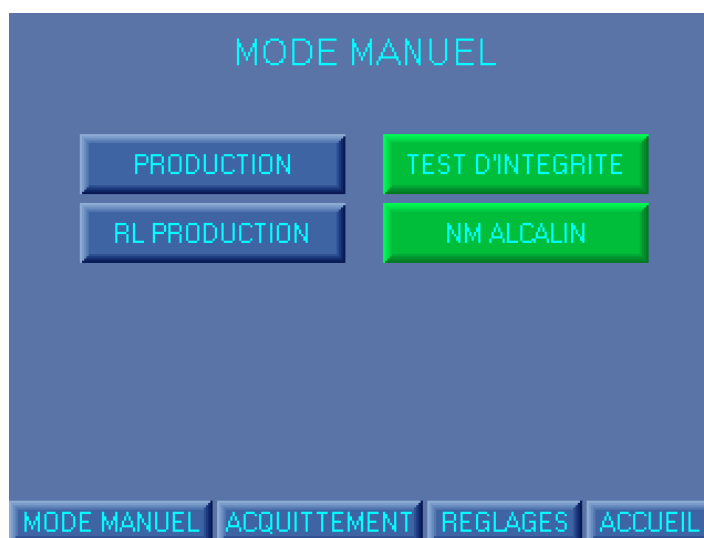 MODE MANUEL
PRODUCTION
TEST D'INTEGRITE
RL PRODUCTION
NM ALCALIN
MODE MANUEL
ACQUITTEMENT
REGLAGES
ACCUEIL